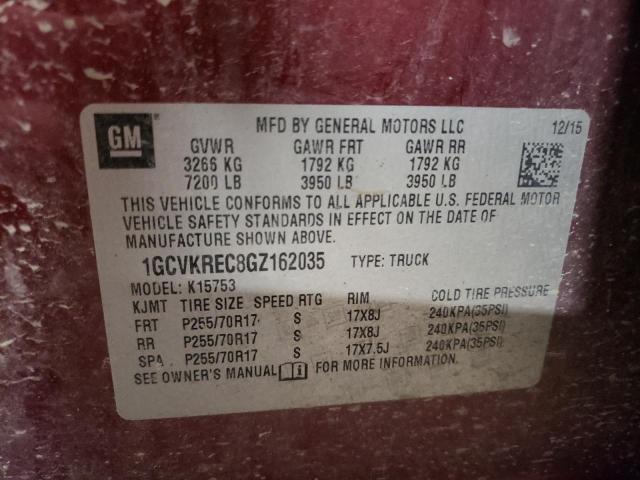 GM
MFD BY GENERAL MOTORS LLC 12/15
GVWR GAWR FRT GAWR RR
3266 KG 1792 KG 1792 KG
7200 LB 3950 LB 3950 LB
THIS VEHICLE CONFORMS TO ALL APPLICABLE U.S. FEDERAL MOTOR
VEHICLE SAFETY STANDARDS IN EFFECT ON THE DATE OF
MANUFACTURE SHOWN ABOVE.
1GCVKREC8GZ162035 TYPE: TRUCK
MODEL: K15753
KJMT TIRE SIZE SPEED RTG RIM COLD TIRE PRESSURE
FRT P255/70R17 S 17X8J 240KPA(35PSI)
RR P255/70R17 S 17X8J 240KPA(35PSI)
SPA P255/70R17 S 17X7.5J 240KPA(35PSI)
SEE OWNER'S MANUAL i FOR MORE INFORMATION.